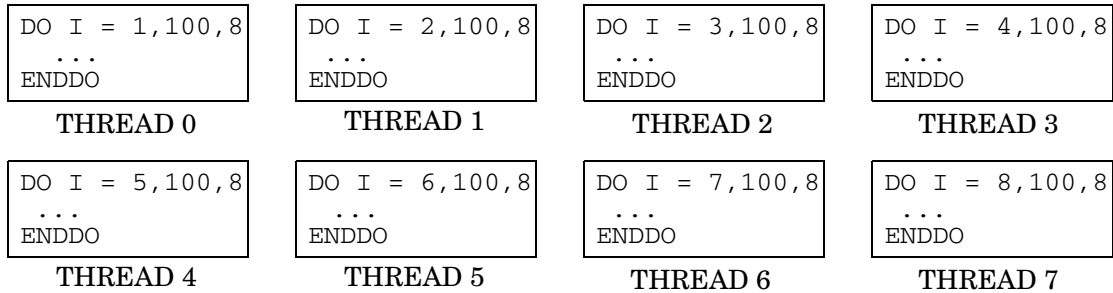 DO I = 1,100,8
...
ENDDO
THREAD 0
DO I = 2,100,8
...
ENDDO
THREAD 1
DO I = 3,100,8
...
ENDDO
THREAD 2
DO I = 4,100,8
...
ENDDO
THREAD 3
DO I = 5,100,8
...
ENDDO
THREAD 4
DO I = 6,100,8
...
ENDDO
THREAD 5
DO I = 7,100,8
...
ENDDO
THREAD 6
DO I = 8,100,8
...
ENDDO
THREAD 7